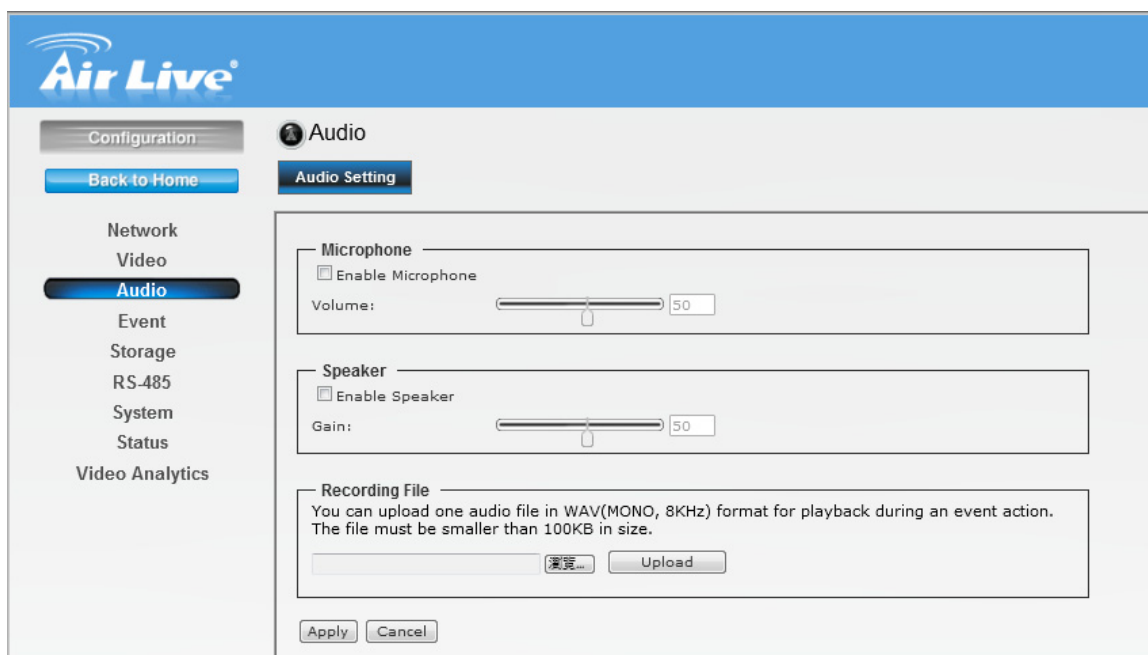 Air Live®
Configuration
Back to Home
Network
Video
Audio
Event
Storage
RS-485
System
Status
Video Analytics
Audio
Audio Setting
Microphone
Enable Microphone
Volume: 50
Speaker
Enable Speaker
Gain: 50
Recording File
You can upload one audio file in WAV(MONO, 8KHz) format for playback during an event action.
The file must be smaller than 100KB in size.
瀏覽... Upload
Apply Cancel